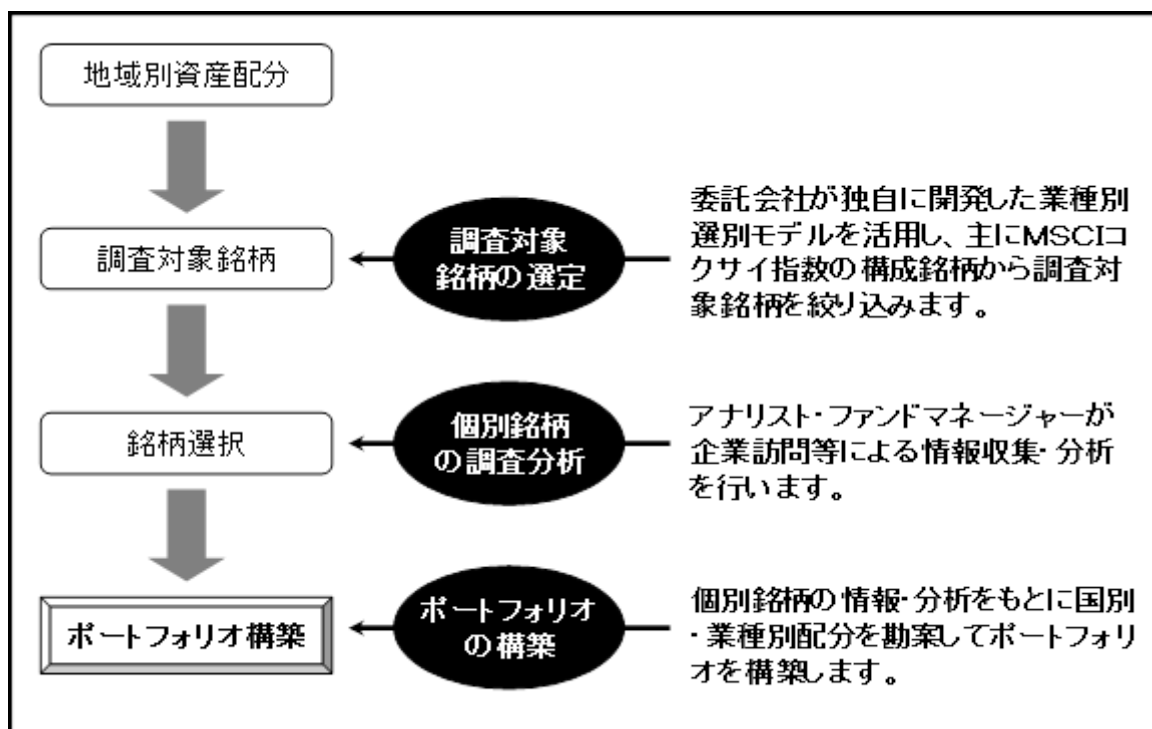 地域別資産配分
調査対象銘柄
調査対象
銘柄の選定
委託会社が独自に開発した業種別
選別モデルを活用し、主にMSCIコ
クサイ指数の構成銘柄から調査対
象銘柄を絞り込みます。
銘柄選択
個別銘柄
の調査分析
アナリスト・ファンドマネージャーが
企業訪問等による情報収集・分析
を行います。
ポートフォリオ構築
ポートフォリオ
の構築
個別銘柄の情報・分析をもとに国別
・業種別配分を勘案してポートフォリ
オを構築します。